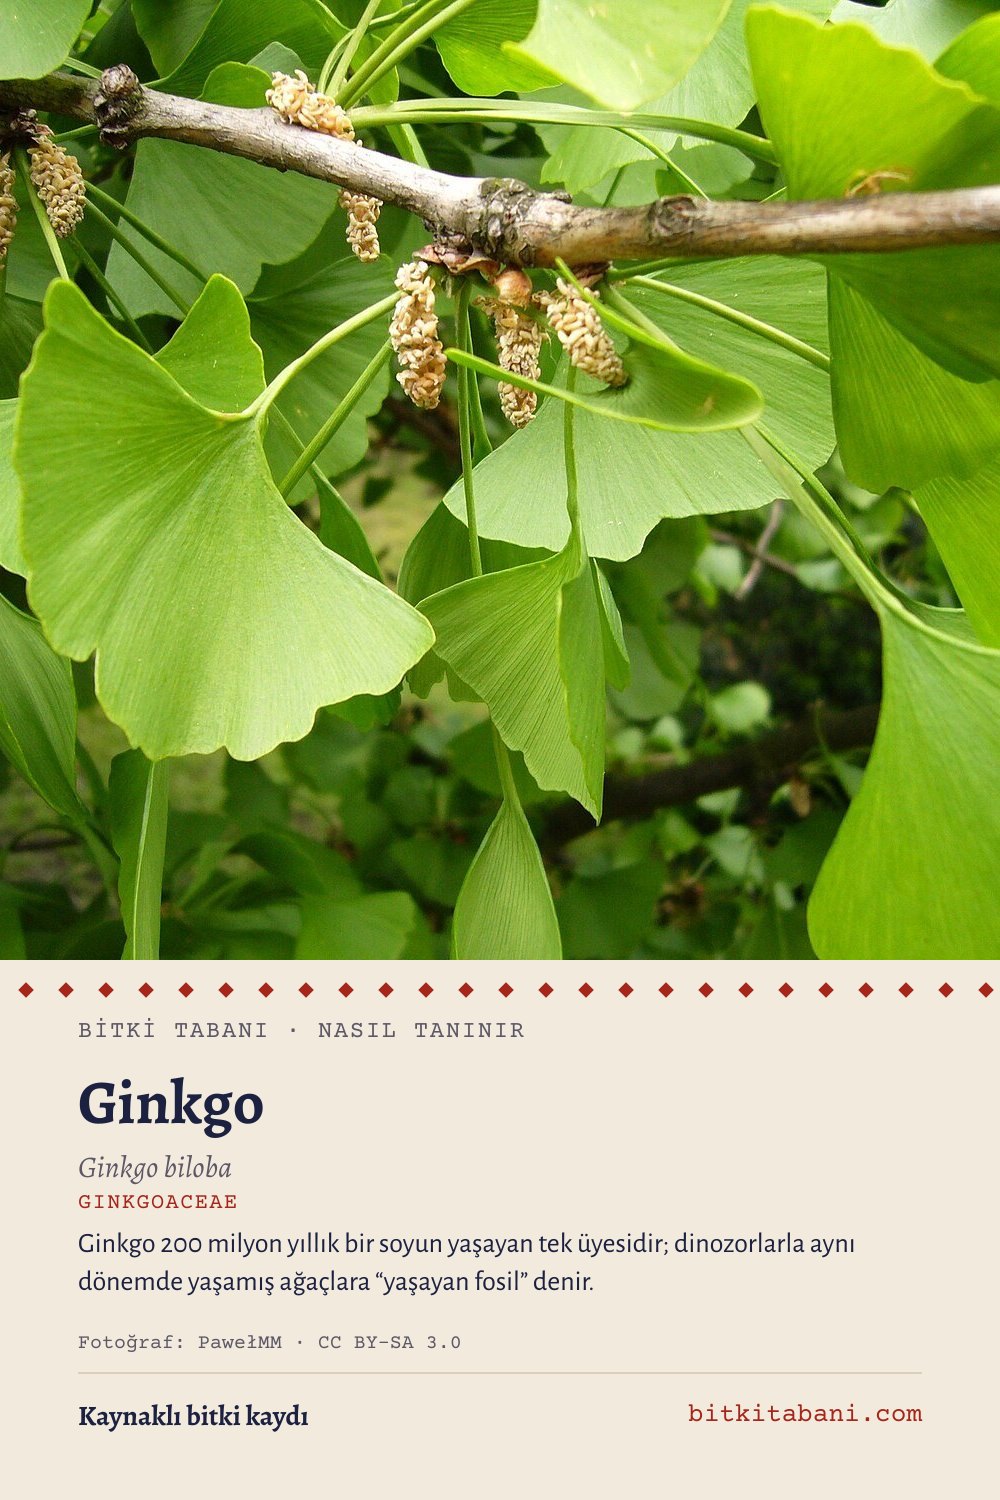 BİTKİ TABANI · NASIL TANINIR
Ginkgo
Ginkgo biloba
GINKGOACEAE
Ginkgo 200 milyon yıllık bir soyun yaşayan tek üyesidir; dinozorlarla aynı
dönemde yaşamış ağaçlara “yaşayan fosil” denir.
Fotoğraf: PawełMM · CC BY-SA 3.0
Kaynaklı bitki kaydı
bitkitabani.com